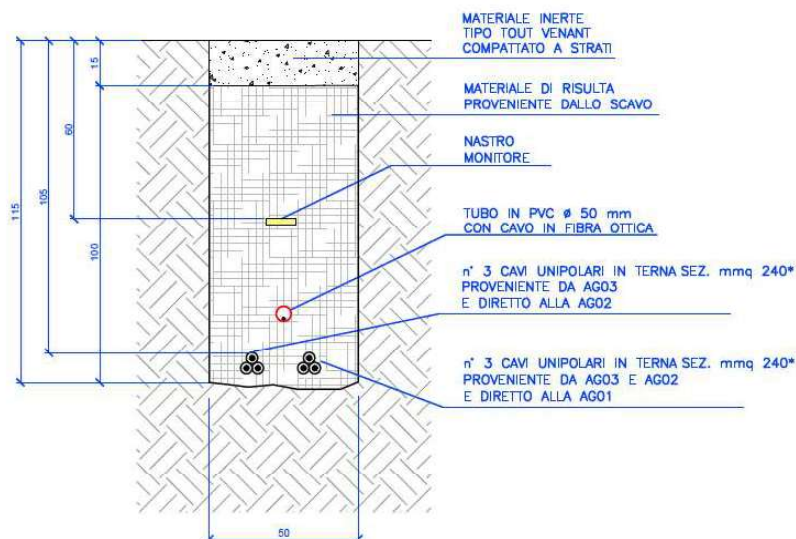 MATERIALE INERTE
TIPO TOUT VENANT
COMPATTATO A STRATI
MATERIALE DI RISULTA
PROVENIENTE DALLO SCAVO
NASTRO
MONITORE
TUBO IN PVC ø 50 mm
CON CAVO IN FIBRA OTTICA
n° 3 CAVI UNIPOLARI IN TERNA SEZ. mmq 240*
PROVENIENTE DA AG03
E DIRETTO ALLA AG02
n° 3 CAVI UNIPOLARI IN TERNA SEZ. mmq 240*
PROVENIENTE DA AG03 E AG02
E DIRETTO ALLA AG01
15
60
105
115
100
50